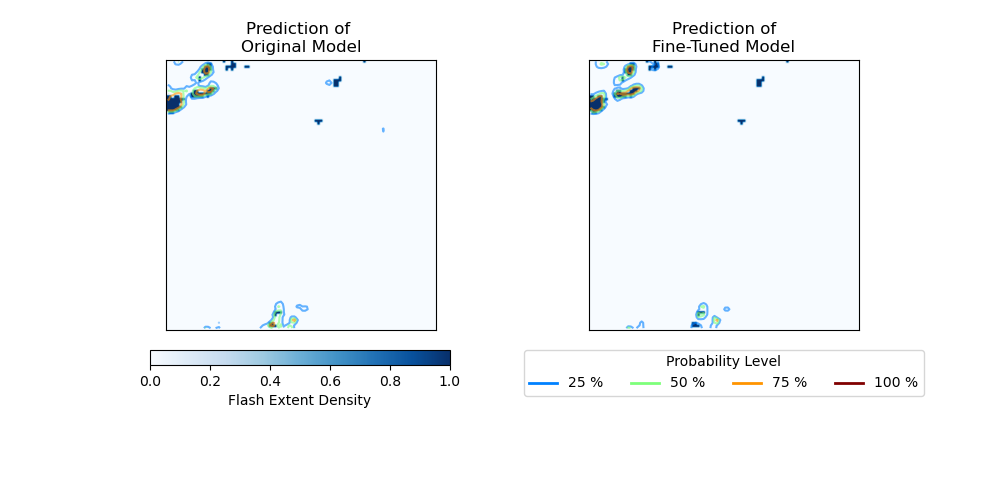 Prediction of
Original Model
Prediction of
Fine-Tuned Model
0.0 0.2 0.4 0.6 0.8 1.0
Flash Extent Density
Probability Level
25 % 50 % 75 % 100 %